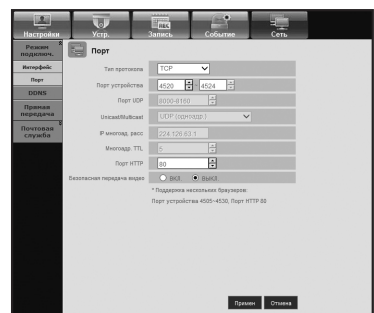 Настройки Устр. Запись Событие Сеть
REC
Режим подключ.
Интерфейс
Порт
DDNS
Прямая передача
Почтовая служба
Порт
Тип протокола TCP
Порт устройства 4520 4524
Порт UDP 8000-8160
Unicast/Multicast UDP (одноадр )
IP многоад. расс 224.126.63.1
Многоадр. TTL 5
Порт HTTP 80
Безопасная передача видео ВКЛ ВЫКЛ
* Поддержка нескольких браузеров:
Порт устройства 4505~4530, Порт HTTP 80
Примен Отмена